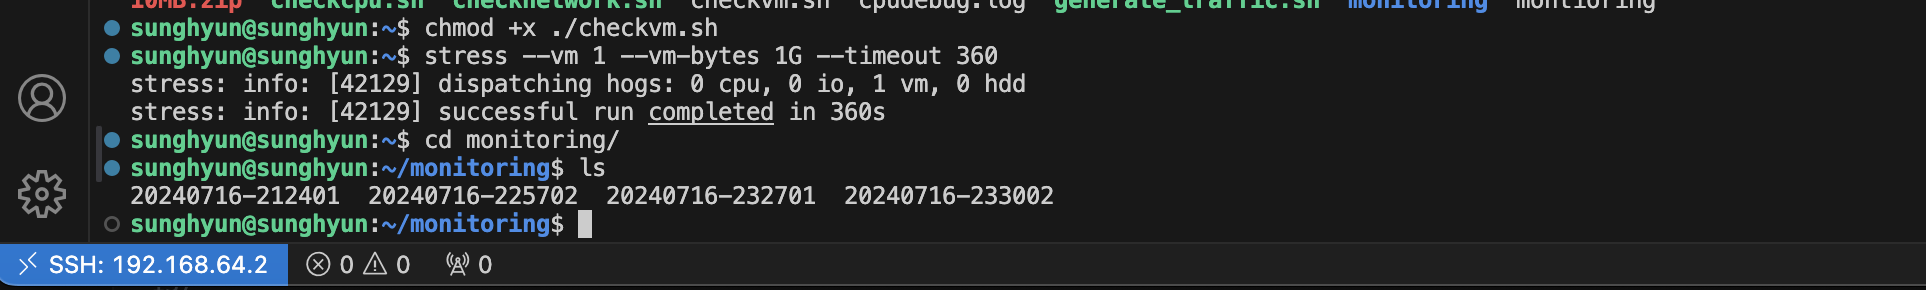 10MB.zip checkcpu.sh checknetwork.sh checkvm.sh cpudebug.log generate_traffic.sh monitoring montioring
sunghyun@sunghyun:~$ chmod +x ./checkvm.sh
sunghyun@sunghyun:~$ stress --vm 1 --vm-bytes 1G --timeout 360
stress: info: [42129] dispatching hogs: 0 cpu, 0 io, 1 vm, 0 hdd
stress: info: [42129] successful run completed in 360s
sunghyun@sunghyun:~$ cd monitoring/
sunghyun@sunghyun:~/monitoring$ ls
20240716-212401 20240716-225702 20240716-232701 20240716-233002
sunghyun@sunghyun:~/monitoring$
SSH: 192.168.64.2 0 0 0